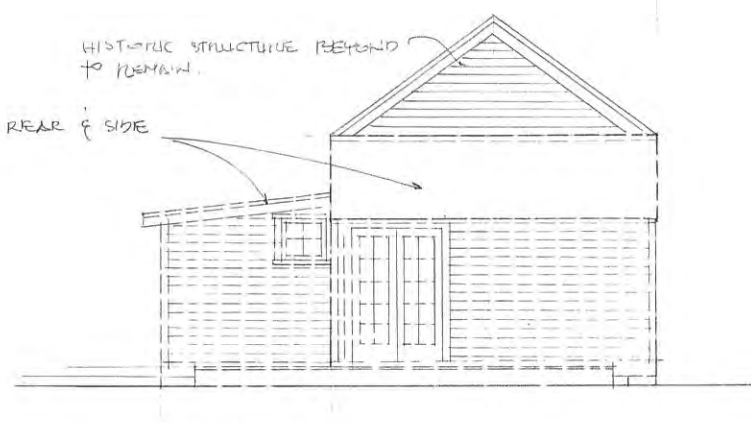 HISTORIC STRUCTURE BEYOND
TO REMAIN.
REAR & SIDE